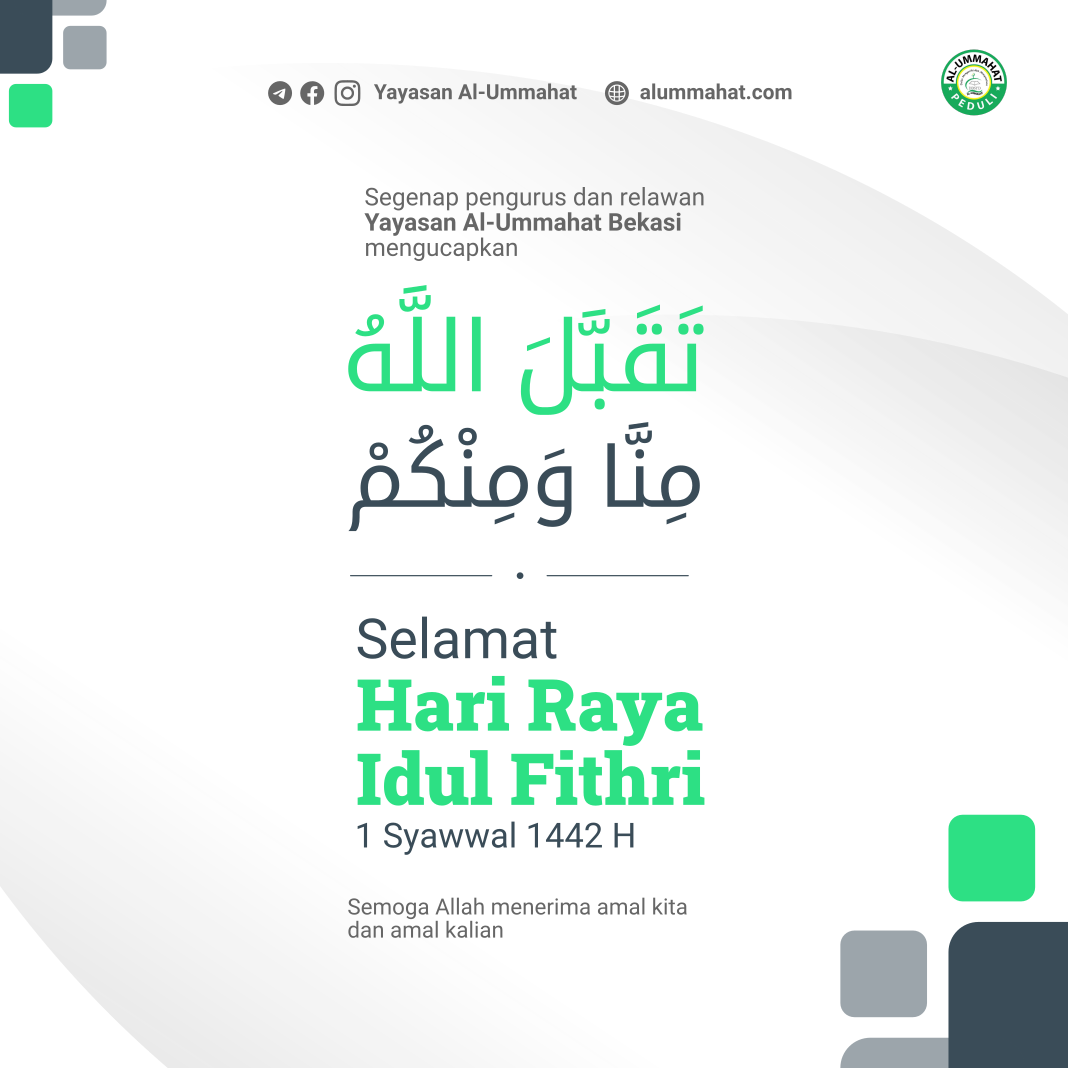 Yayasan Al-Ummahat alummahat.com
AL-UMMAHAT
PEDULI
Segenap pengurus dan relawan
Yayasan Al-Ummahat Bekasi
mengucapkan
تَقَبَّلَ اللَّهُ
مِنَّا وَمِنْكُمْ
Selamat
Hari Raya
Idul Fithri
1 Syawwal 1442 H
Semoga Allah menerima amal kita
dan amal kalian